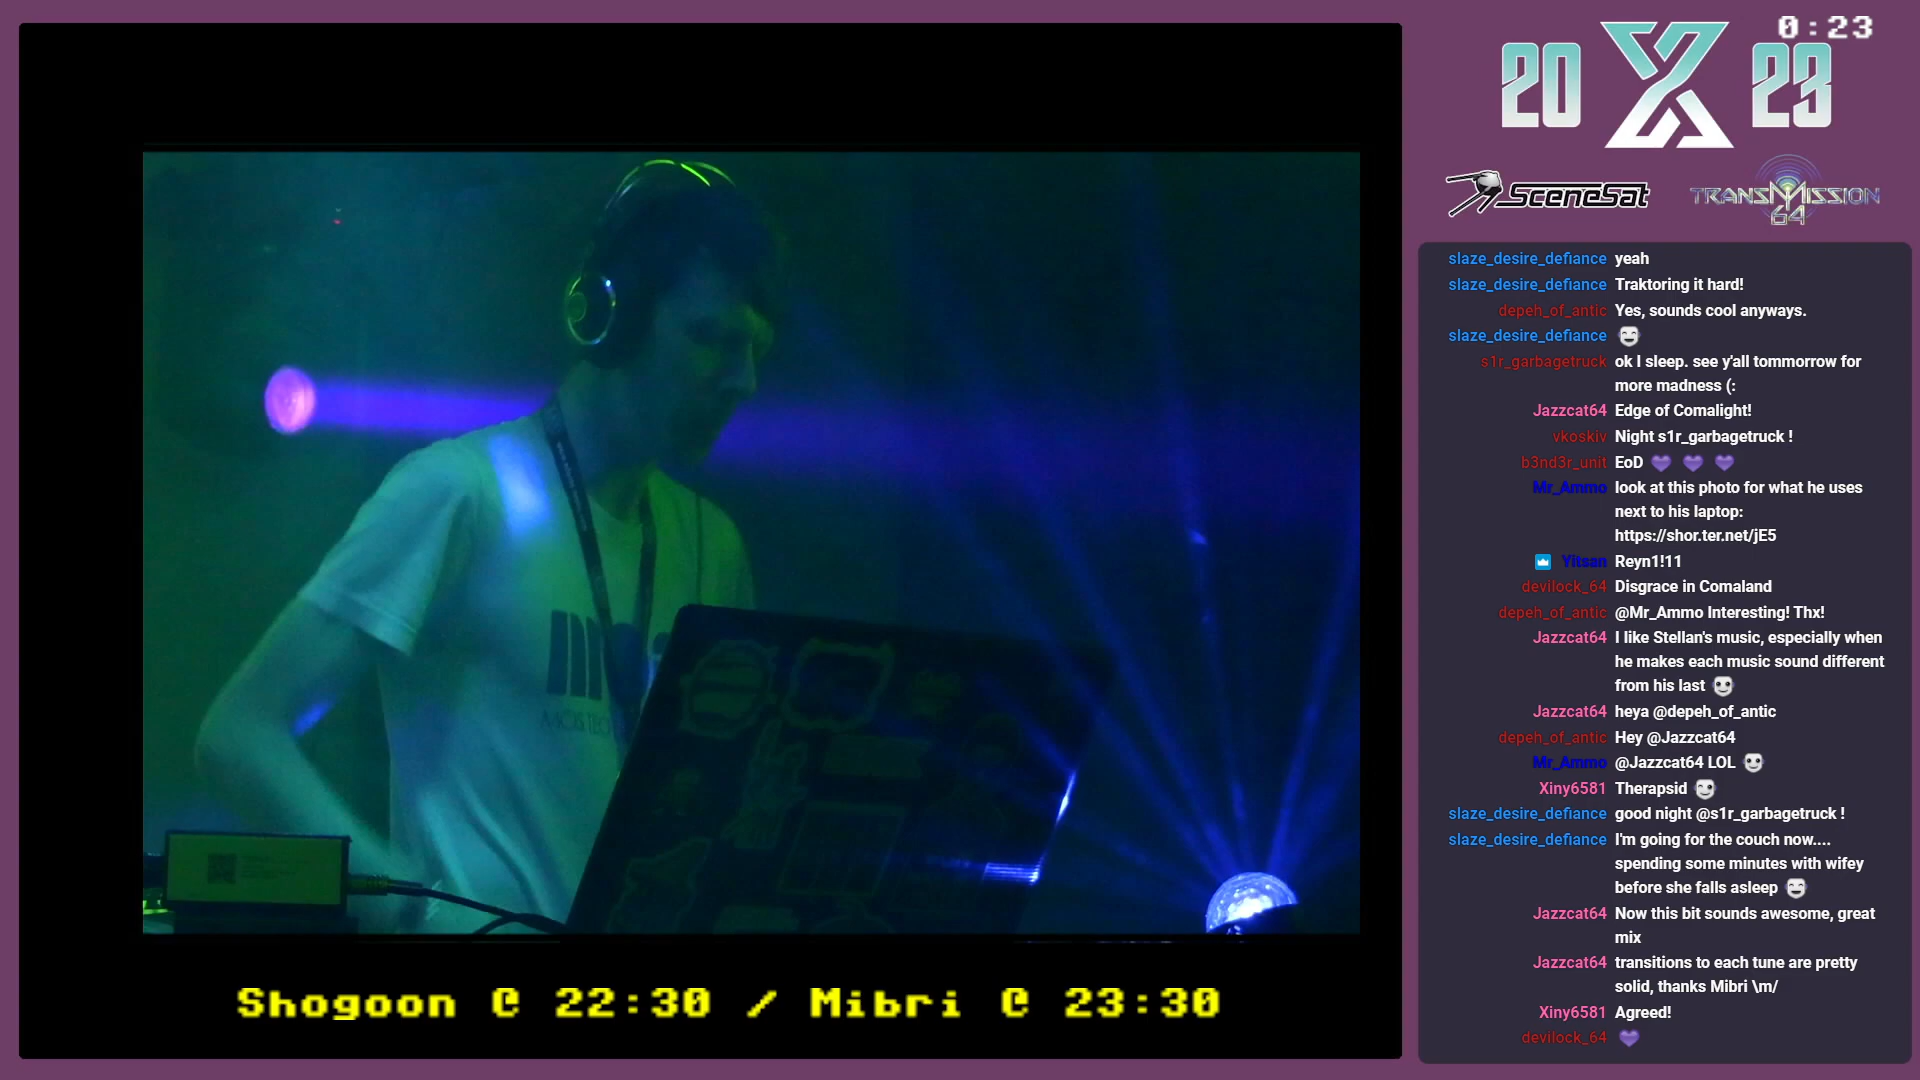 0:23
20 X 23
SceneSat
TRANSMISSION
64
slaze_desire_defiance yeah
slaze_desire_defiance Traktoring it hard!
depeh_of_antic Yes, sounds cool anyways.
slaze_desire_defiance
s1r_garbagetruck ok I sleep. see y'all tommorrow for
more madness (:
Jazzcat64 Edge of Comalight!
vkoskiv Night s1r_garbagetruck !
b3nd3r_unit EoD
Mr_Ammo look at this photo for what he uses
next to his laptop:
https://shor.ter.net/jE5
Yitsan Reyn1!11
devilock_64 Disgrace in Comaland
depeh_of_antic @Mr_Ammo Interesting! Thx!
Jazzcat64 I like Stellan's music, especially when
he makes each music sound different
from his last
Jazzcat64 heya @depeh_of_antic
depeh_of_antic Hey @Jazzcat64
Mr_Ammo @Jazzcat64 LOL
Xiny6581 Therapsid
slaze_desire_defiance good night @s1r_garbagetruck !
slaze_desire_defiance I'm going for the couch now....
spending some minutes with wifey
before she falls asleep
Jazzcat64 Now this bit sounds awesome, great
mix
Jazzcat64 transitions to each tune are pretty
solid, thanks Mibri \m/
Xiny6581 Agreed!
devilock_64
Shogoon @ 22:30 / Mibri @ 23:30